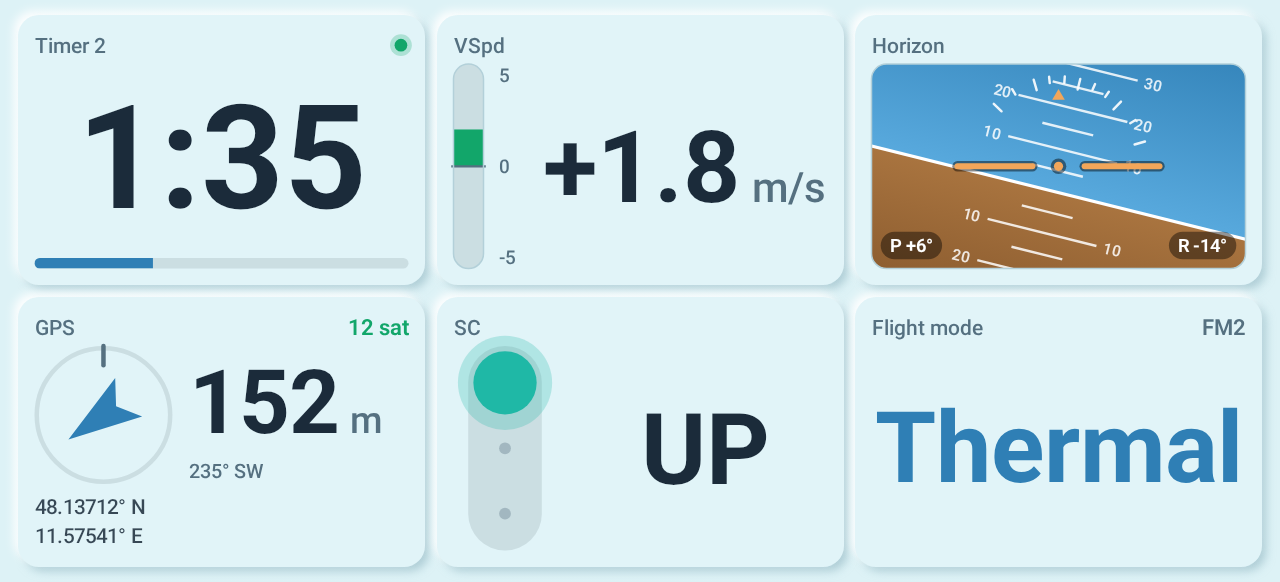 Timer 2
1:35
VSpd
5
0
-5
+1.8 m/s
Horizon
30
20
20
10
10
10
20
P +6°
R -14°
GPS
12 sat
152 m
235° SW
48.13712° N
11.57541° E
SC
UP
Flight mode
FM2
Thermal